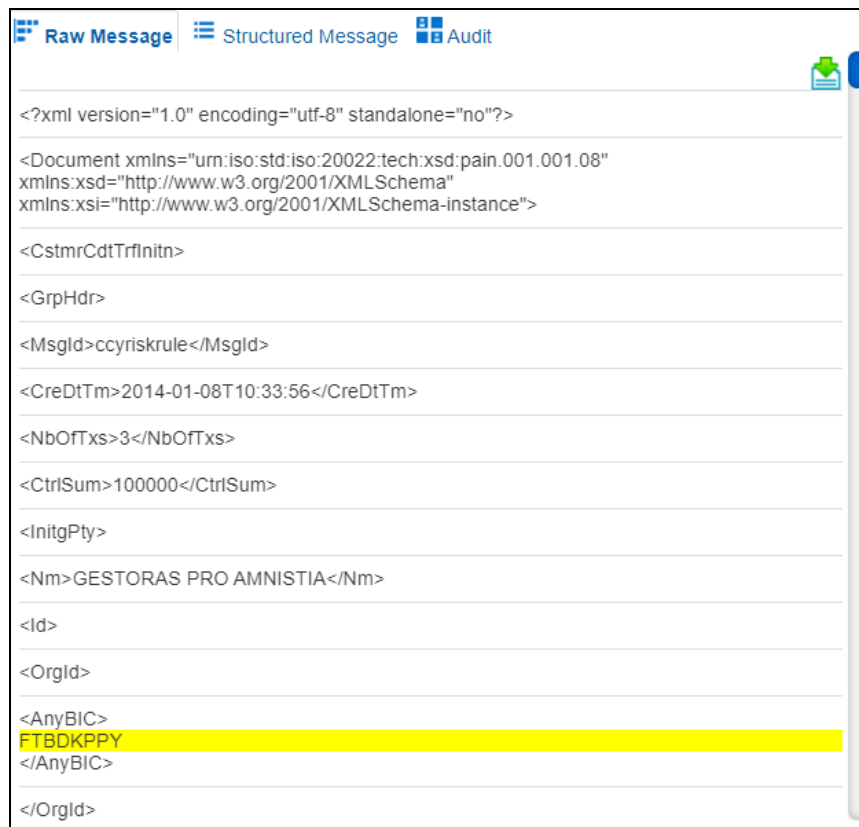 Raw Message Structured Message Audit
<?xml version="1.0" encoding="utf-8" standalone="no"?>
<Document xmlns="urn:iso:std:iso:20022:tech:xsd:pain.001.001.08"
xmlns:xsd="http://www.w3.org/2001/XMLSchema"
xmlns:xsi="http://www.w3.org/2001/XMLSchema-instance">
<CstmrCdtTrfInitn>
<GrpHdr>
<MsgId>ccyriskrule</MsgId>
<CreDtTm>2014-01-08T10:33:56</CreDtTm>
<NbOfTxs>3</NbOfTxs>
<CtrlSum>100000</CtrlSum>
<InitgPty>
<Nm>GESTORAS PRO AMNISTIA</Nm>
<Id>
<OrgId>
<AnyBIC>
FTBDKPPY
</AnyBIC>
</OrgId>